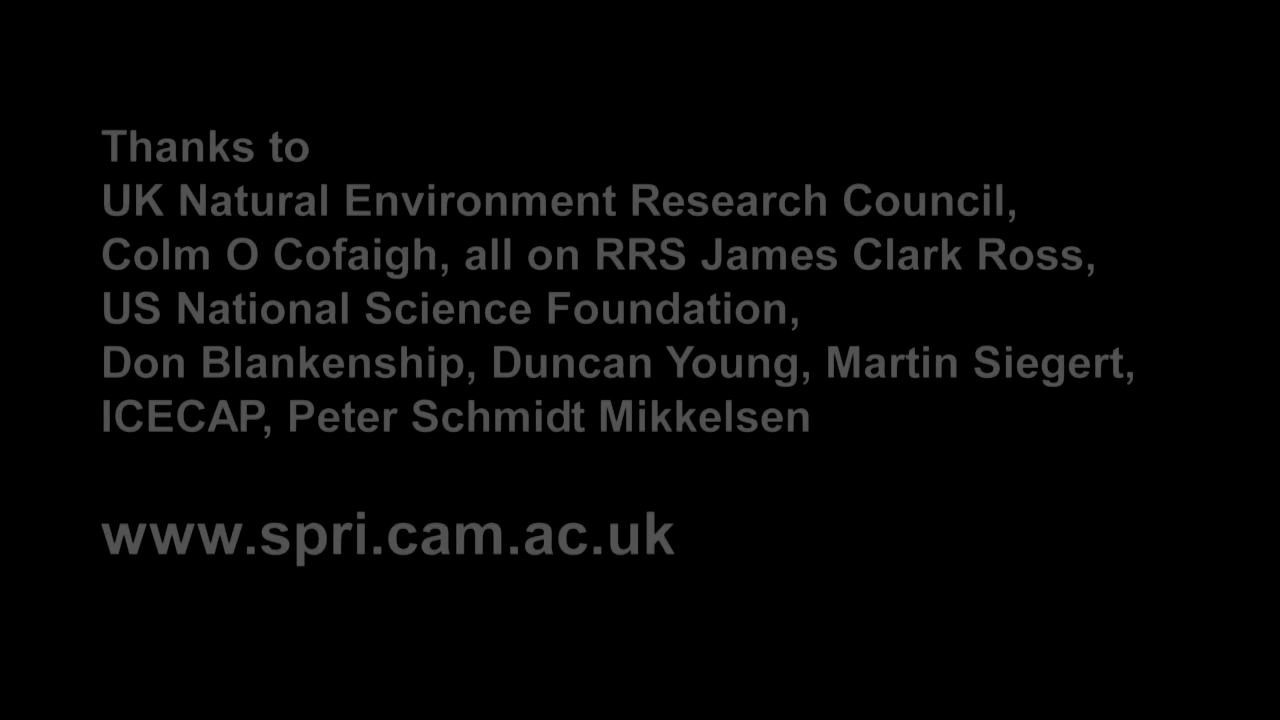 Thanks to
UK Natural Environment Research Council,
Colm O Cofaigh, all on RRS James Clark Ross,
US National Science Foundation,
Don Blankenship, Duncan Young, Martin Siegert,
ICECAP, Peter Schmidt Mikkelsen
www.spri.cam.ac.uk